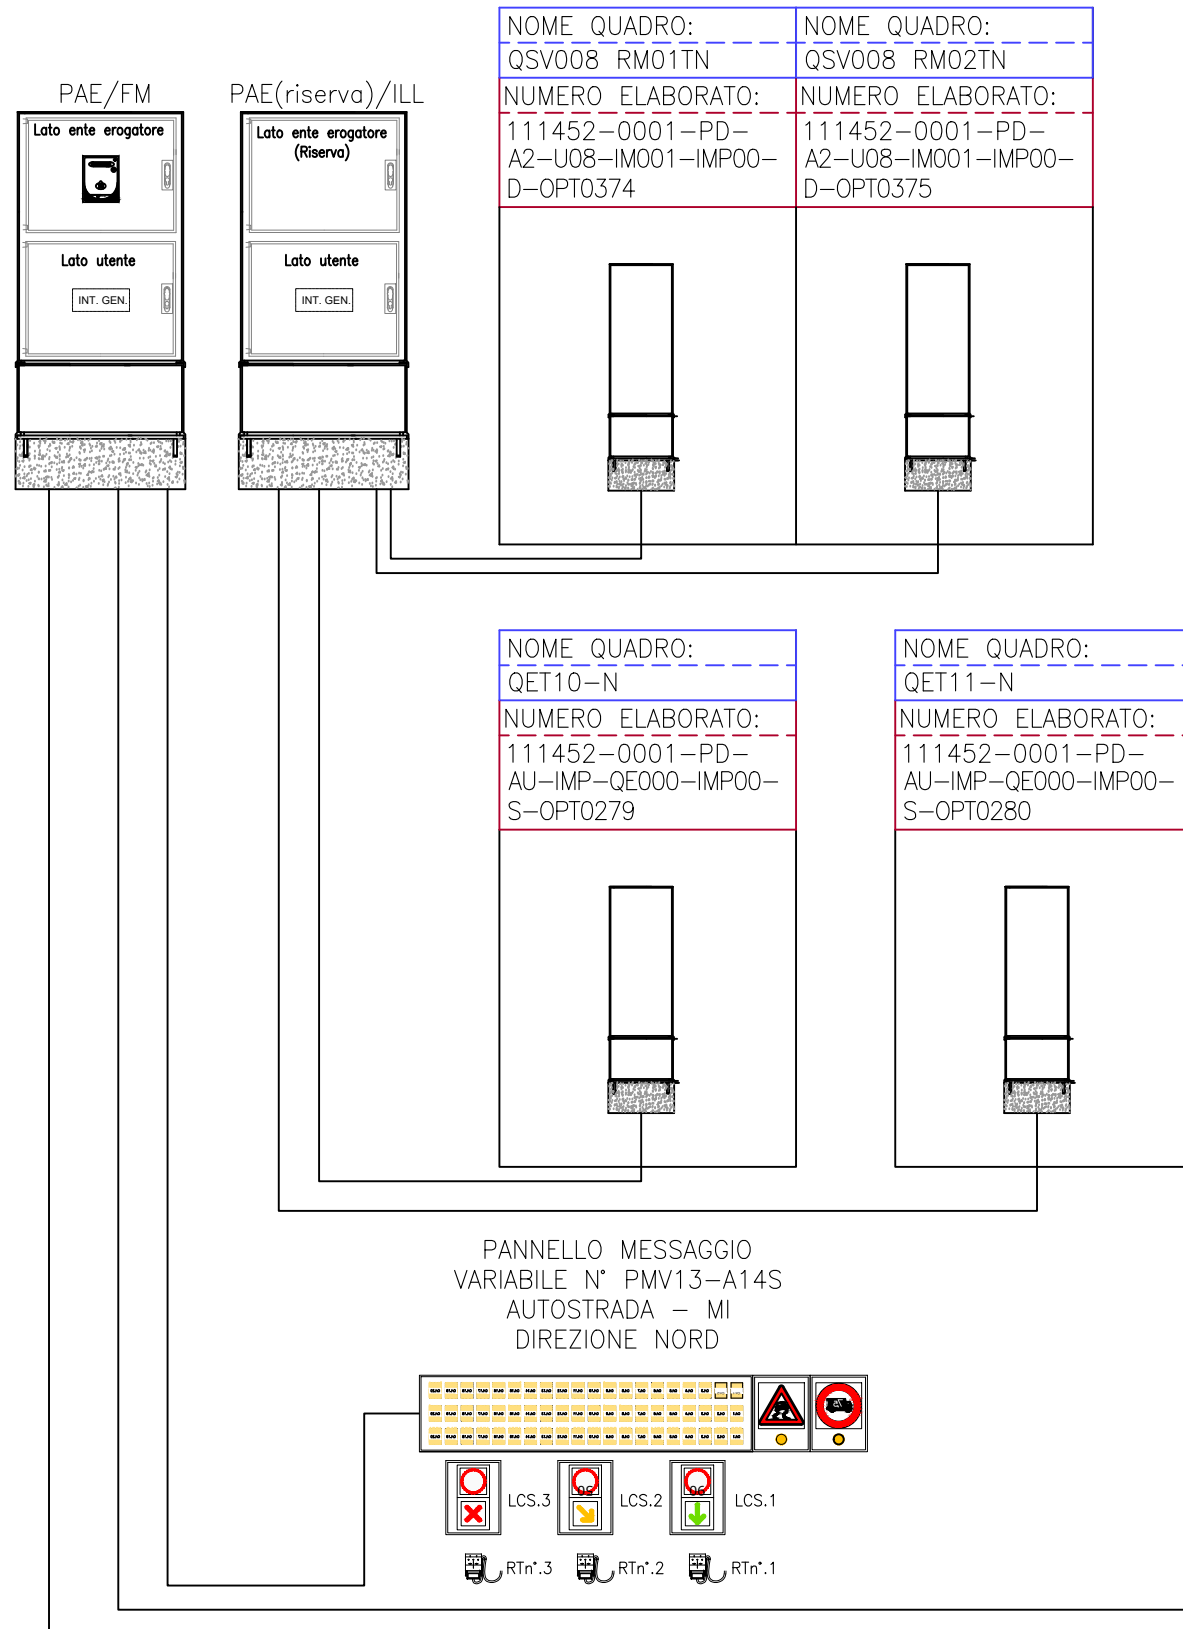 PAE/FM
Lato ente erogatore
Lato utente
INT. GEN.
PAE(riserva)/ILL
Lato ente erogatore
(Riserva)
Lato utente
INT. GEN.
NOME QUADRO:
QSV008 RM01TN
NUMERO ELABORATO:
111452-0001-PD-
A2-U08-IM001-IMP00-
D-OPT0374
NOME QUADRO:
QSV008 RM02TN
NUMERO ELABORATO:
111452-0001-PD-
A2-U08-IM001-IMP00-
D-OPT0375
NOME QUADRO:
QET10-N
NUMERO ELABORATO:
111452-0001-PD-
AU-IMP-QE000-IMP00-
S-OPT0279
NOME QUADRO:
QET11-N
NUMERO ELABORATO:
111452-0001-PD-
AU-IMP-QE000-IMP00-
S-OPT0280
PANNELLO MESSAGGIO
VARIABILE N° PMV13-A14S
AUTOSTRADA - MI
DIREZIONE NORD
LCS.3
LCS.2
LCS.1
RTn°.3
RTn°.2
RTn°.1